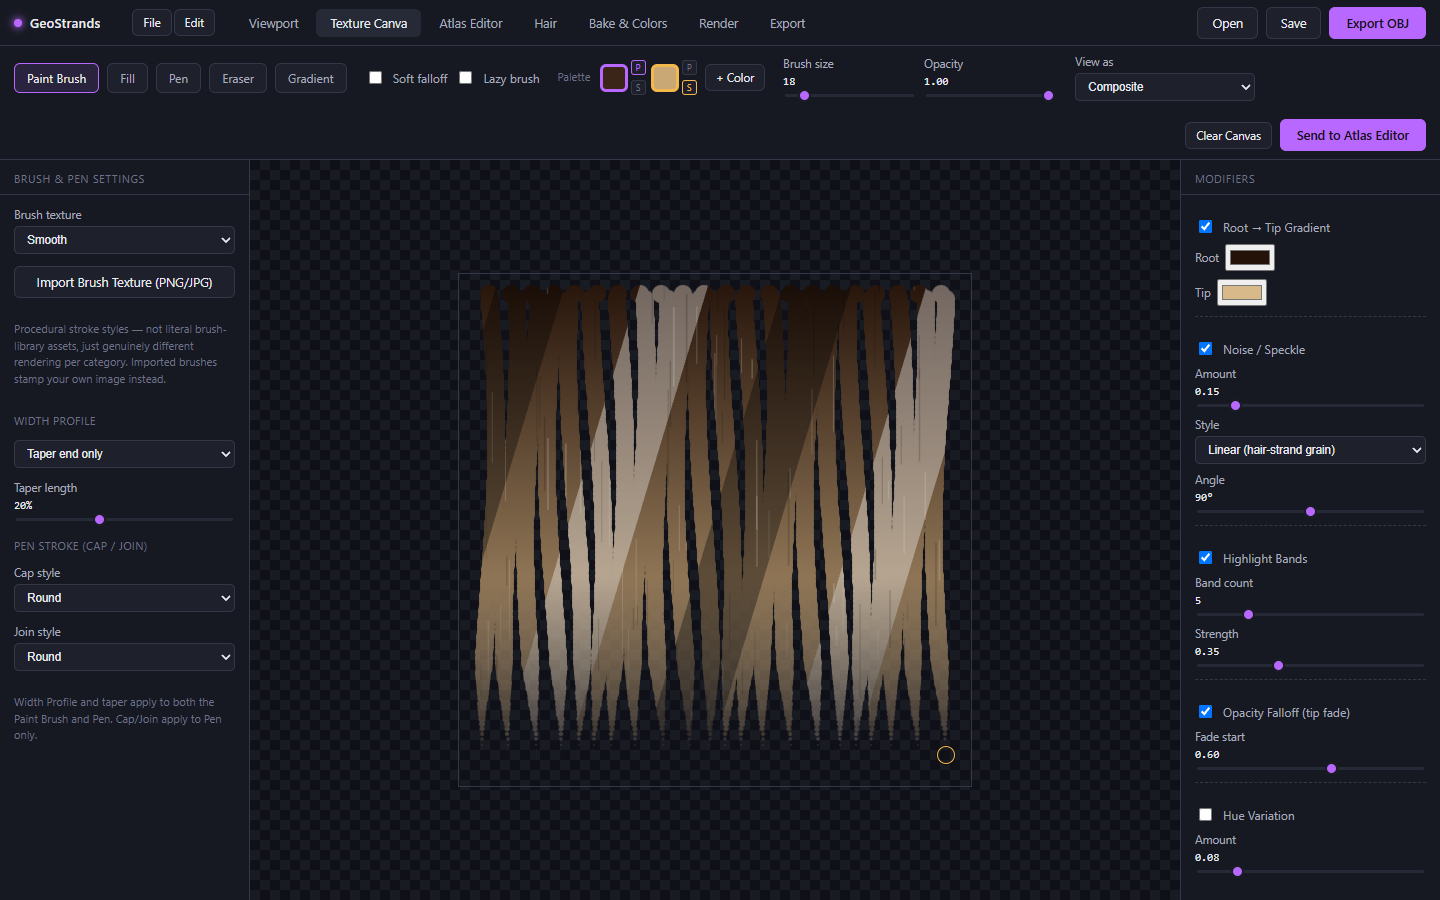 GeoStrands
File Edit
Viewport Texture Canva Atlas Editor Hair Bake & Colors Render Export
Open Save Export OBJ
Paint Brush Fill Pen Eraser Gradient
Soft falloff Lazy brush
Palette
P
S
P
S
+ Color
Brush size
18
Opacity
1.00
View as
Composite
Clear Canvas Send to Atlas Editor
BRUSH & PEN SETTINGS
Brush texture
Smooth
Import Brush Texture (PNG/JPG)
Procedural stroke styles — not literal brush-
library assets, just genuinely different
rendering per category. Imported brushes
stamp your own image instead.
WIDTH PROFILE
Taper end only
Taper length
20%
PEN STROKE (CAP / JOIN)
Cap style
Round
Join style
Round
Width Profile and taper apply to both the
Paint Brush and Pen. Cap/Join apply to Pen
only.
MODIFIERS
Root → Tip Gradient
Root
Tip
Noise / Speckle
Amount
0.15
Style
Linear (hair-strand grain)
Angle
90°
Highlight Bands
Band count
5
Strength
0.35
Opacity Falloff (tip fade)
Fade start
0.60
Hue Variation
Amount
0.08